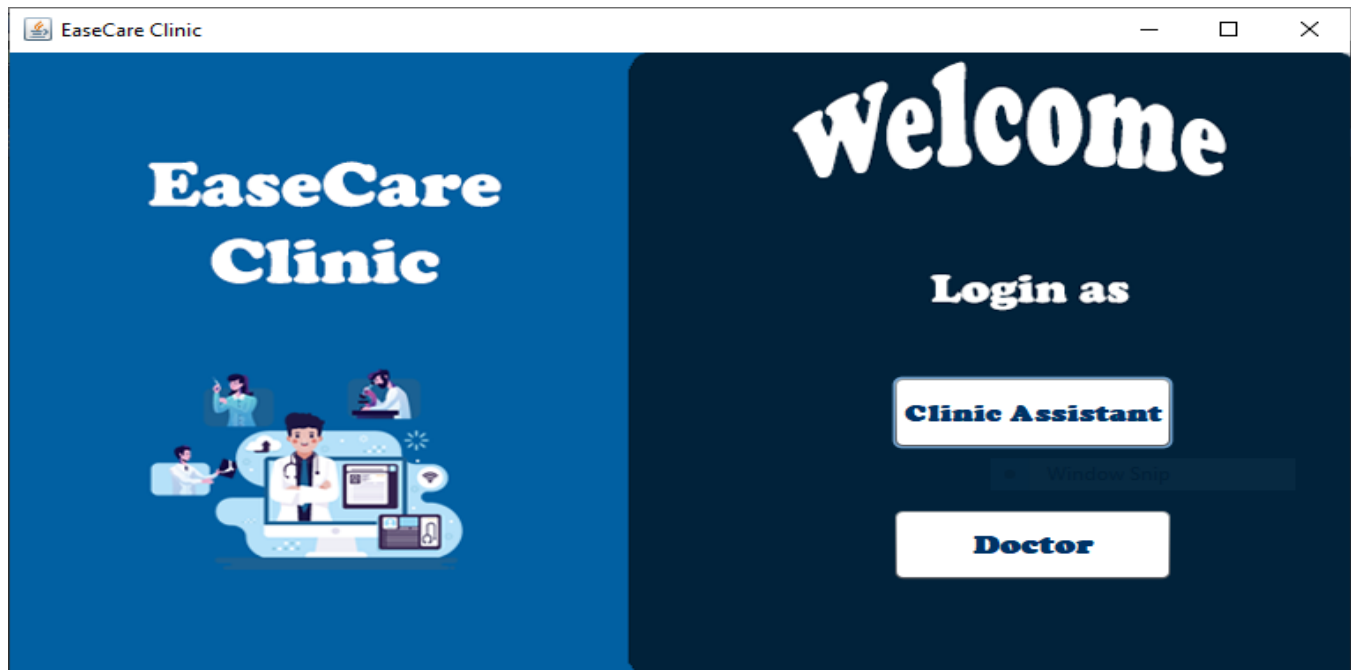 EaseCare Clinic
EaseCare
Clinic
Welcome
Login as
Clinic Assistant
Window Snip
Doctor